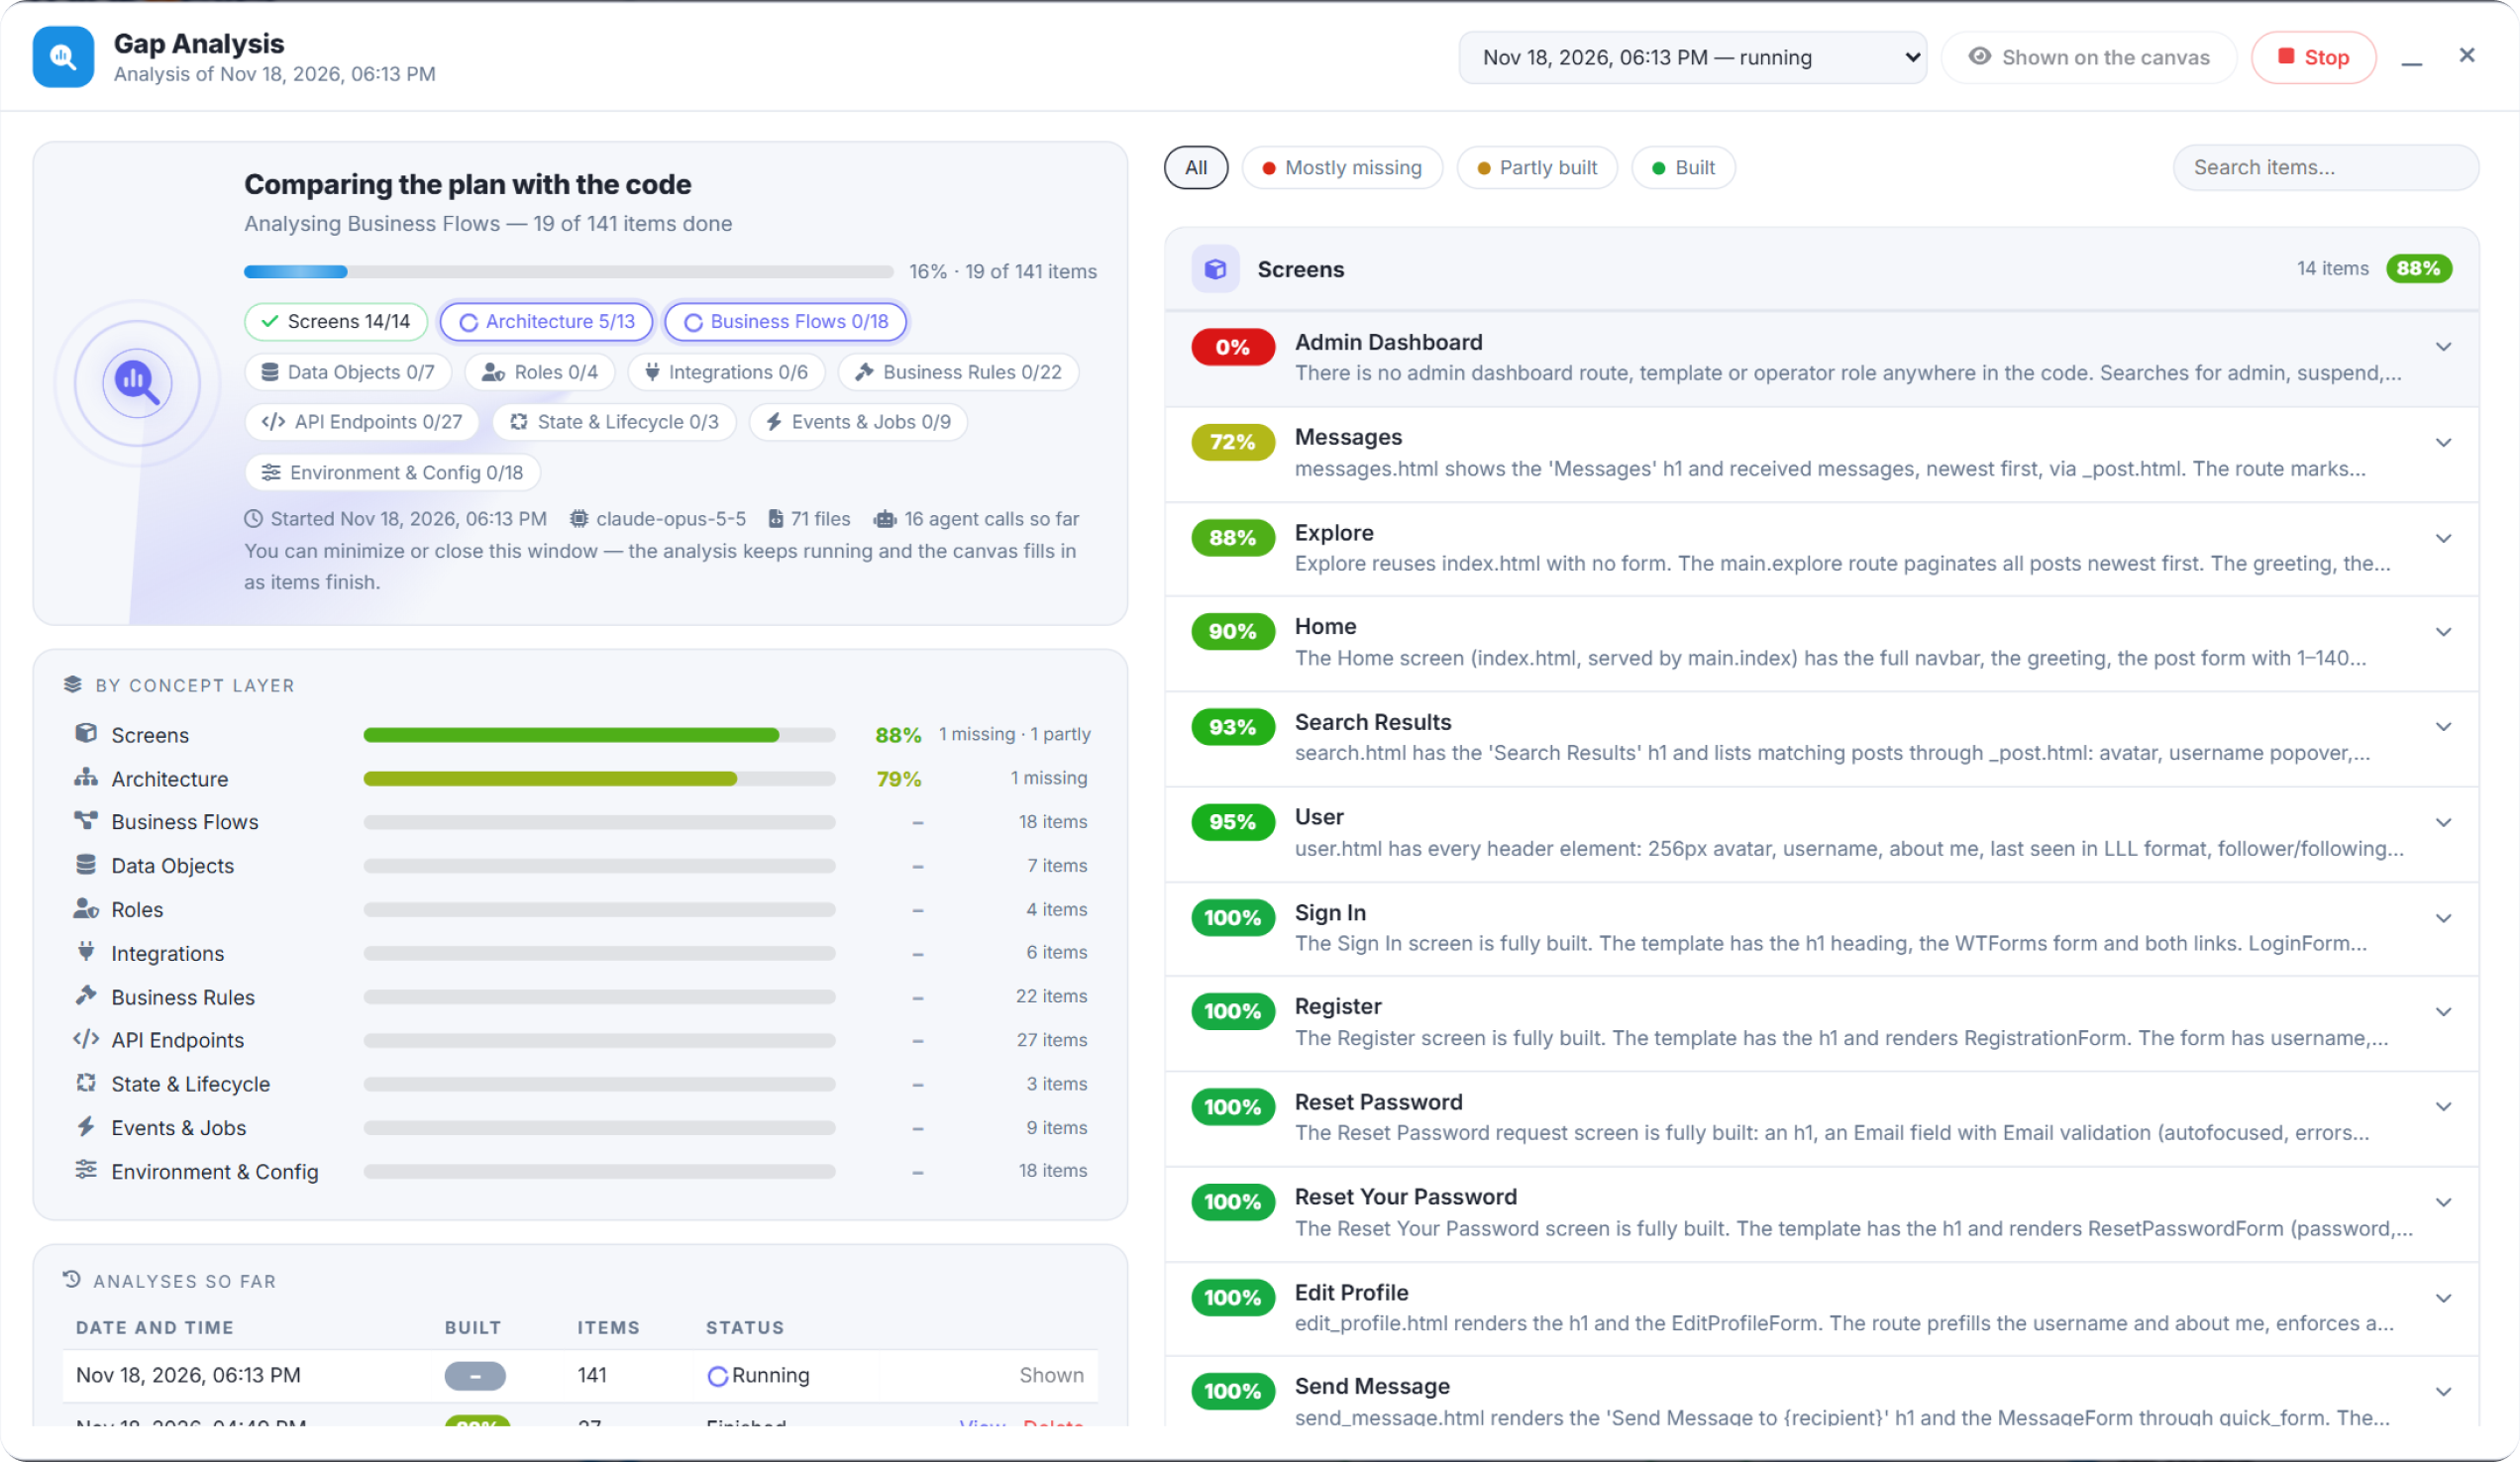 Gap Analysis
Analysis of Nov 18, 2026, 06:13 PM
Nov 18, 2026, 06:13 PM — running
Shown on the canvas
Stop
Comparing the plan with the code
Analysing Business Flows — 19 of 141 items done
16% · 19 of 141 items
Screens 14/14
Architecture 5/13
Business Flows 0/18
Data Objects 0/7
Roles 0/4
Integrations 0/6
Business Rules 0/22
API Endpoints 0/27
State & Lifecycle 0/3
Events & Jobs 0/9
Environment & Config 0/18
Started Nov 18, 2026, 06:13 PM claude-opus-5-5 71 files 16 agent calls so far
You can minimize or close this window — the analysis keeps running and the canvas fills in
as items finish.
BY CONCEPT LAYER
Screens 88% 1 missing · 1 partly
Architecture 79% 1 missing
Business Flows – 18 items
Data Objects – 7 items
Roles – 4 items
Integrations – 6 items
Business Rules – 22 items
API Endpoints – 27 items
State & Lifecycle – 3 items
Events & Jobs – 9 items
Environment & Config – 18 items
ANALYSES SO FAR
DATE AND TIME BUILT ITEMS STATUS
Nov 18, 2026, 06:13 PM – 141 Running Shown
Nov 18, 2026, 04:49 PM Finished View Delete
All
Mostly missing
Partly built
Built
Search items...
Screens 14 items 88%
0% Admin Dashboard
There is no admin dashboard route, template or operator role anywhere in the code. Searches for admin, suspend,...
72% Messages
messages.html shows the 'Messages' h1 and received messages, newest first, via _post.html. The route marks...
88% Explore
Explore reuses index.html with no form. The main.explore route paginates all posts newest first. The greeting, the...
90% Home
The Home screen (index.html, served by main.index) has the full navbar, the greeting, the post form with 1–140...
93% Search Results
search.html has the 'Search Results' h1 and lists matching posts through _post.html: avatar, username popover,...
95% User
user.html has every header element: 256px avatar, username, about me, last seen in LLL format, follower/following...
100% Sign In
The Sign In screen is fully built. The template has the h1 heading, the WTForms form and both links. LoginForm...
100% Register
The Register screen is fully built. The template has the h1 and renders RegistrationForm. The form has username,...
100% Reset Password
The Reset Password request screen is fully built: an h1, an Email field with Email validation (autofocused, errors...
100% Reset Your Password
The Reset Your Password screen is fully built. The template has the h1 and renders ResetPasswordForm (password,...
100% Edit Profile
edit_profile.html renders the h1 and the EditProfileForm. The route prefills the username and about me, enforces a...
100% Send Message
send_message.html renders the 'Send Message to {recipient}' h1 and the MessageForm through quick_form. The...